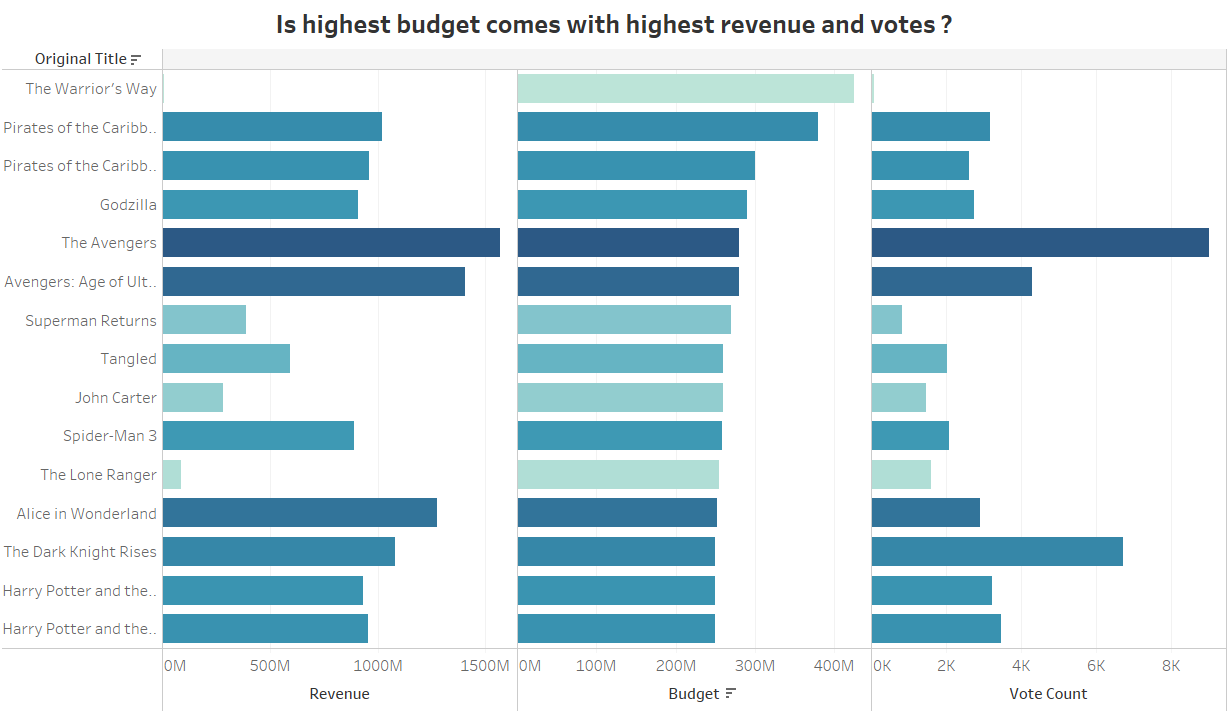 Is highest budget comes with highest revenue and votes ?
Original Title
The Warrior's Way
Pirates of the Caribb..
Pirates of the Caribb..
Godzilla
The Avengers
Avengers: Age of Ult..
Superman Returns
Tangled
John Carter
Spider-Man 3
The Lone Ranger
Alice in Wonderland
The Dark Knight Rises
Harry Potter and the..
Harry Potter and the..
0M 500M 1000M 1500M 0M 100M 200M 300M 400M 0K 2K 4K 6K 8K
Revenue Budget Vote Count